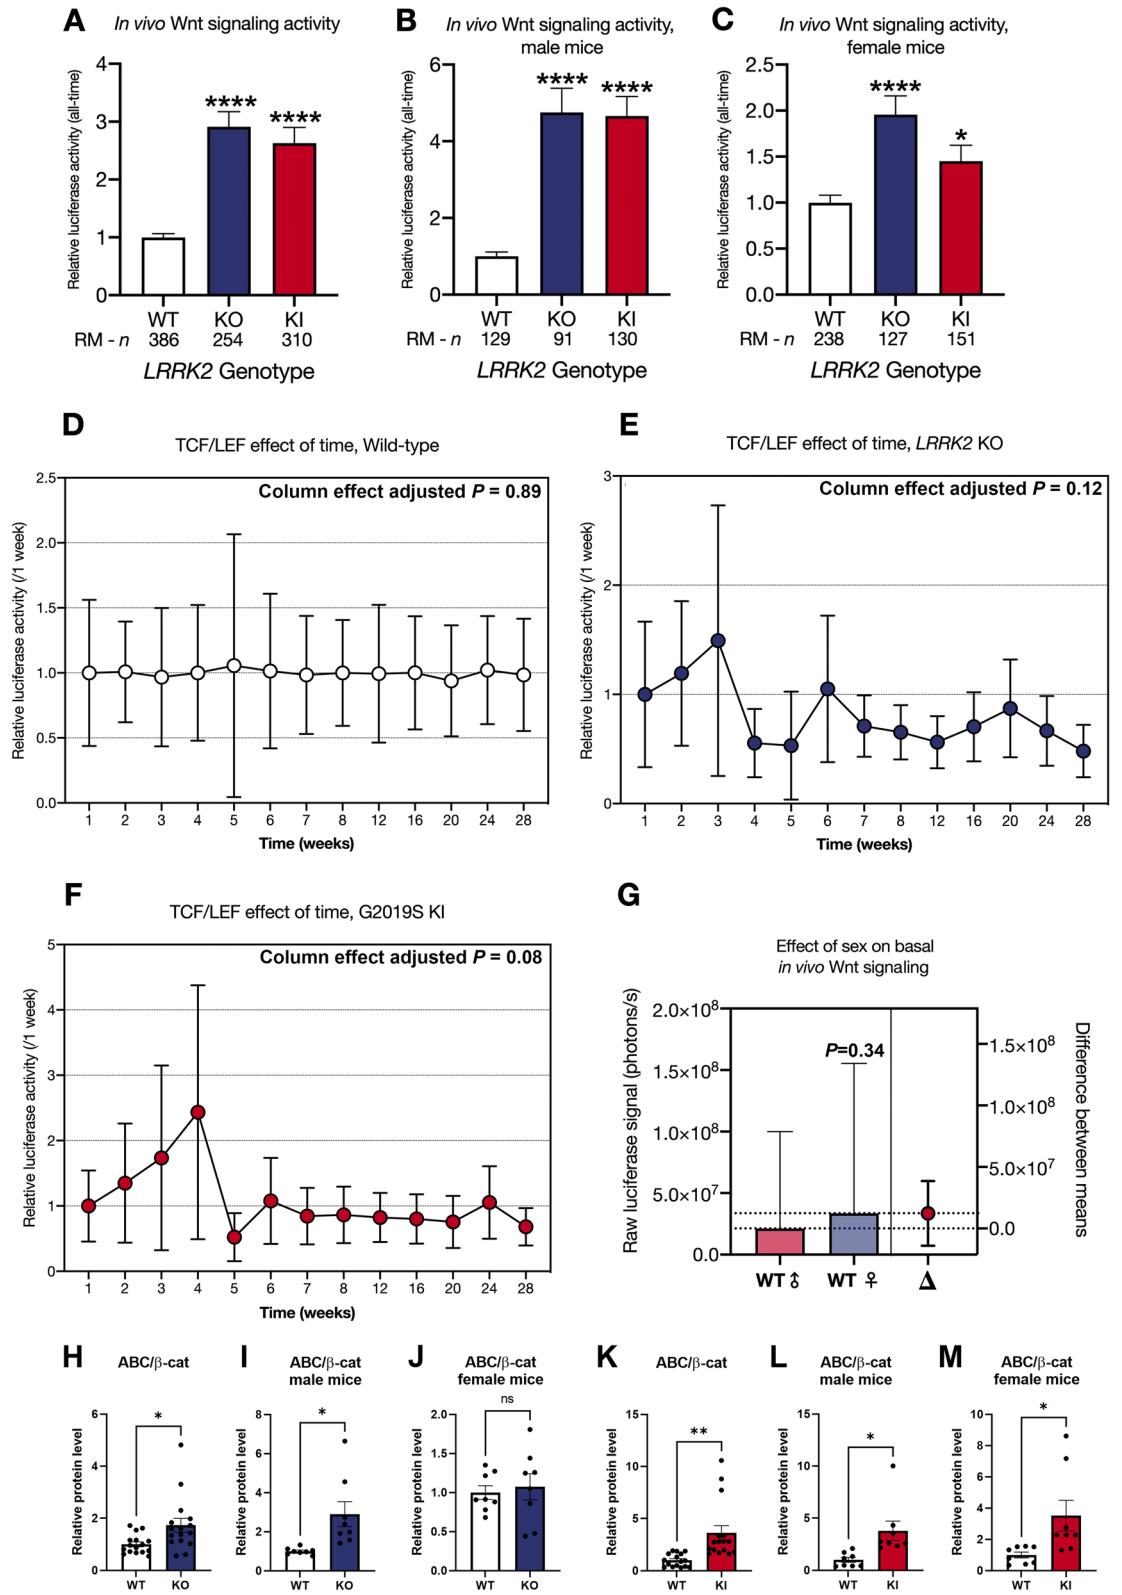 A
In vivo Wnt signaling activity
Relative luciferase activity (all-time)
4
3
2
1
0
****
****
WT KO KI
RM - n 386 254 310
LRRK2 Genotype
B
In vivo Wnt signaling activity,
male mice
Relative luciferase activity (all-time)
6
4
2
0
****
****
WT KO KI
RM - n 129 91 130
LRRK2 Genotype
C
In vivo Wnt signaling activity,
female mice
Relative luciferase activity (all-time)
2.5
2.0
1.5
1.0
0.5
0.0
****
*
WT KO KI
RM - n 238 127 151
LRRK2 Genotype
D
TCF/LEF effect of time, Wild-type
Column effect adjusted P = 0.89
Relative luciferase activity (/1 week)
2.5
2.0
1.5
1.0
0.5
0.0
1 2 3 4 5 6 7 8 12 16 20 24 28
Time (weeks)
E
TCF/LEF effect of time, LRRK2 KO
Column effect adjusted P = 0.12
Relative luciferase activity (/1 week)
3
2
1
0
1 2 3 4 5 6 7 8 12 16 20 24 28
Time (weeks)
F
TCF/LEF effect of time, G2019S KI
Column effect adjusted P = 0.08
Relative luciferase activity (/1 week)
5
4
3
2
1
0
1 2 3 4 5 6 7 8 12 16 20 24 28
Time (weeks)
G
Effect of sex on basal
in vivo Wnt signaling
Raw luciferase signal (photons/s)
2.0×10⁸
1.5×10⁸
1.0×10⁸
5.0×10⁷
0.0
P=0.34
1.5×10⁸
1.0×10⁸
5.0×10⁷
0.0
Difference between means
WT ♂ WT ♀ Δ
H
ABC/β-cat
Relative protein level
6
4
2
0
*
WT KO
I
ABC/β-cat
male mice
Relative protein level
8
6
4
2
0
*
WT KO
J
ABC/β-cat
female mice
Relative protein level
2.0
1.5
1.0
0.5
0.0
ns
WT KO
K
ABC/β-cat
Relative protein level
15
10
5
0
**
WT KI
L
ABC/β-cat
male mice
Relative protein level
15
10
5
0
*
WT KI
M
ABC/β-cat
female mice
Relative protein level
10
8
6
4
2
0
*
WT KI